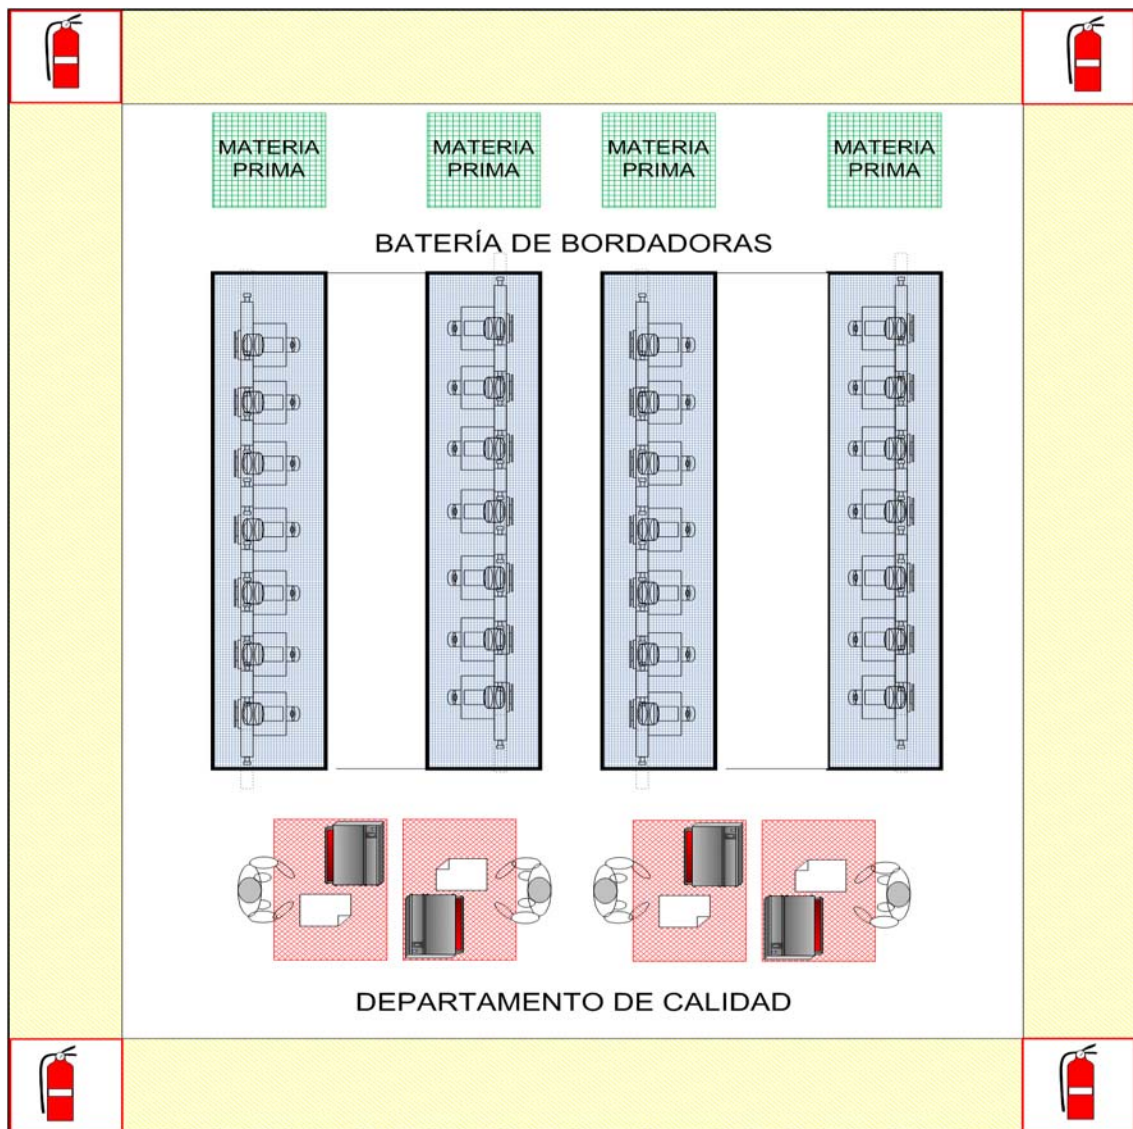 MATERIA
PRIMA
MATERIA
PRIMA
MATERIA
PRIMA
MATERIA
PRIMA
BATERÍA DE BORDADORAS
DEPARTAMENTO DE CALIDAD